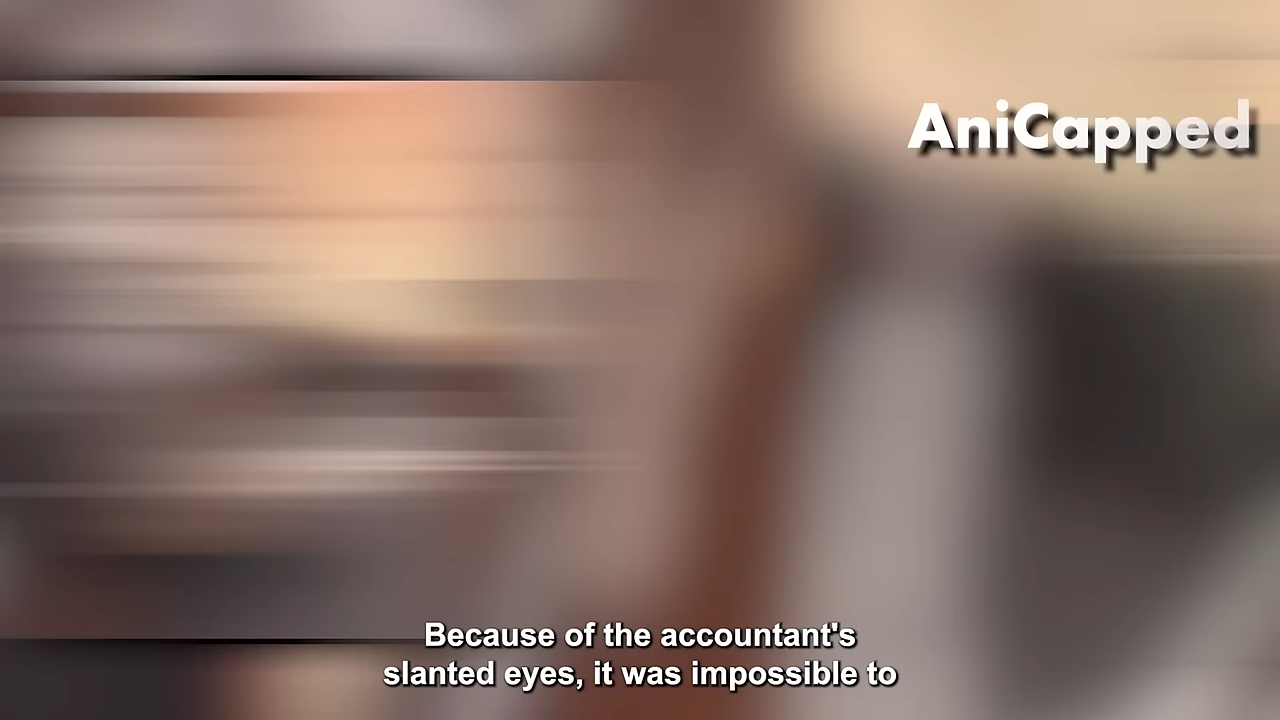 AniCapped
Because of the accountant's
slanted eyes, it was impossible to